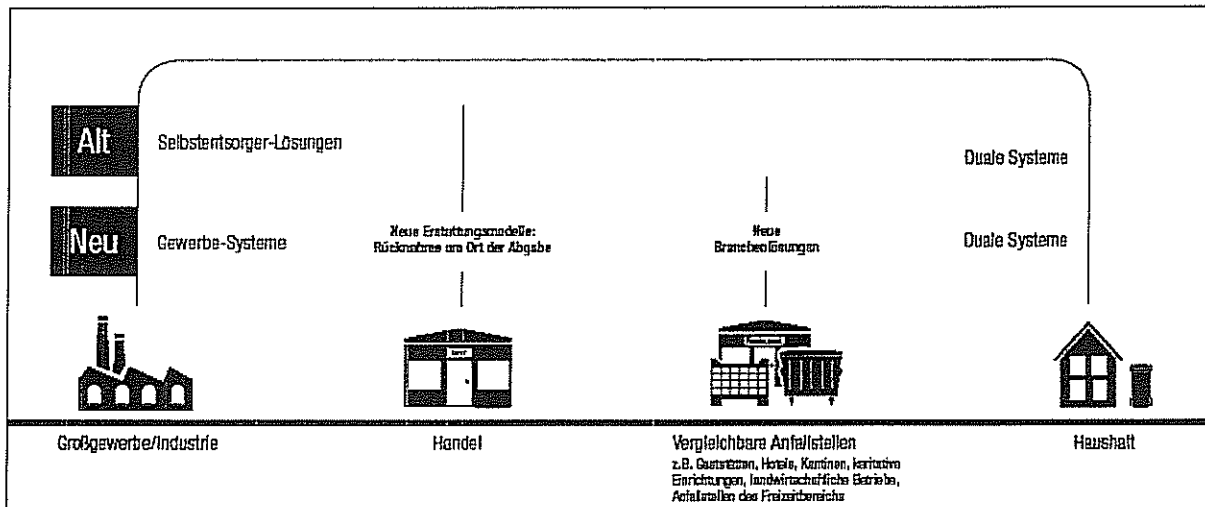 Alt
Selbstentsorger-Lösungen
Duale Systeme
Neu
Gewerbe-Systeme
Neue Erstattungsmodelle:
Rücknahme am Ort der Abgabe
Neue
Branchenlösungen
Duale Systeme
Großgewerbe/Industrie
Handel
Vergleichbare Anfallstellen
z.B. Gaststätten, Hotels, Kantinen, karitative
Einrichtungen, landwirtschaftliche Betriebe,
Anfallstellen des Freizeitbereichs
Haushalt